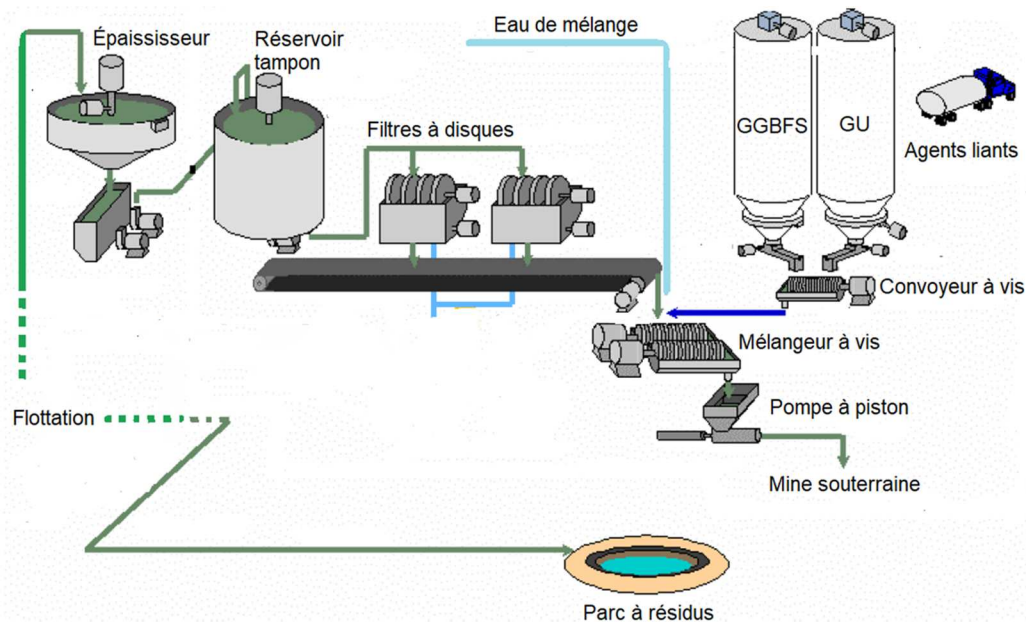 Épaississeur
Réservoir
tampon
Eau de mélange
Filtres à disques
GGBFS
GU
Agents liants
Convoyeur à vis
Mélangeur à vis
Pompe à piston
Flottation
Mine souterraine
Parc à résidus